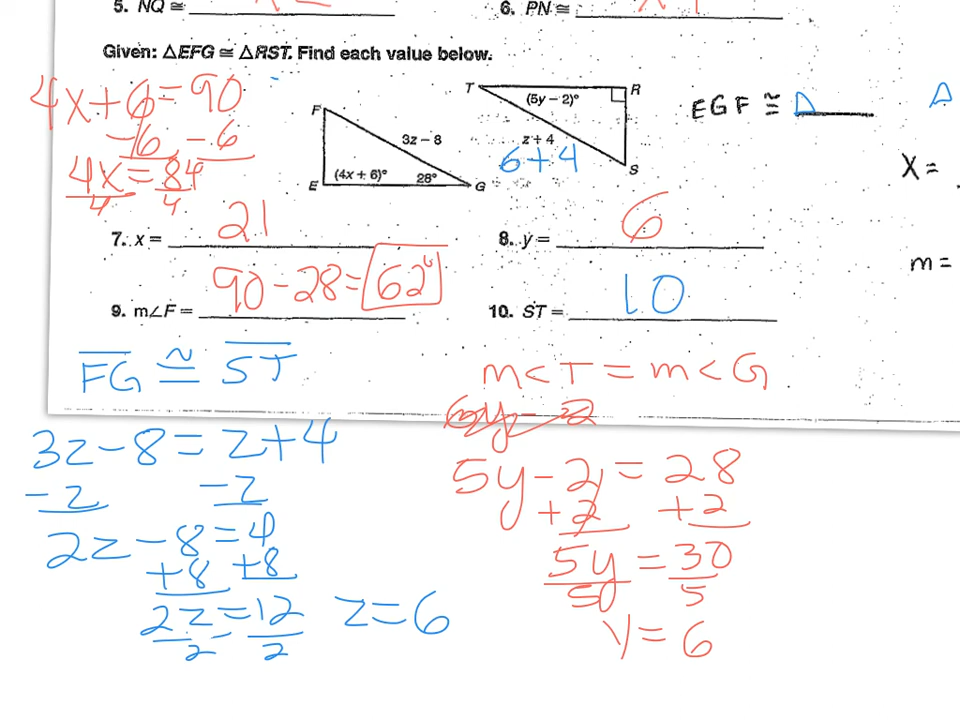 5. NQ ≅
6. PN ≅
Given: △EFG ≅ △RST. Find each value below.
4x + 6 = 90
-6 -6
4x = 84
4 4
F
3z – 8
E
(4x + 6)°
28°
G
T
(5y – 2)°
R
z + 4
6+4
S
EGF ≅ △
△
X =
m =
7. x = 21
8. y = 6
9. m∠F = 90 - 28 = 62°
10. ST = 10
FG ≅ ST
3z - 8 = z + 4
-z -z
2z - 8 = 4
+8 +8
2z = 12
2 2
z = 6
m<T = m<G
5y - 2 = 28
+2 +2
5y = 30
5
y = 6